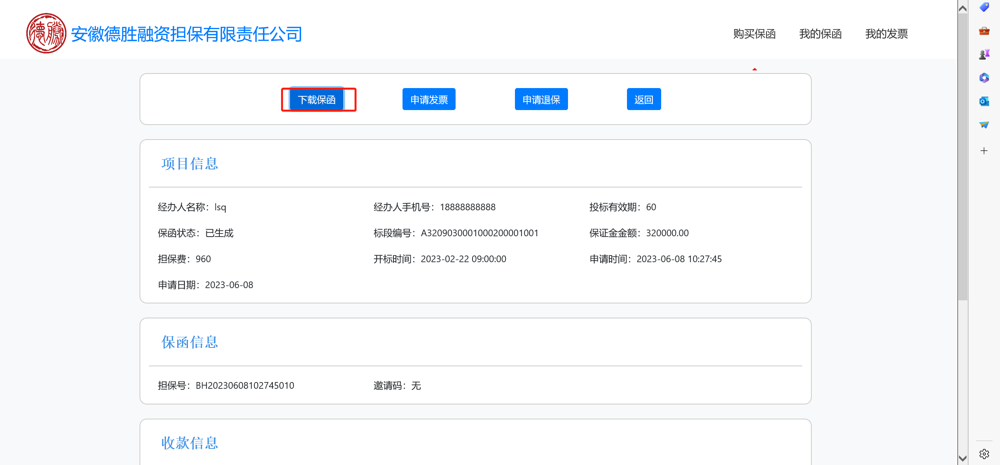 德勝
安徽德胜融资担保有限责任公司
购买保函 我的保函 我的发票
下载保函 申请发票 申请退保 返回
项目信息
经办人名称：lsq 经办人手机号：18888888888 投标有效期：60
保函状态：已生成 标段编号：A3209030001000200001001 保证金金额：320000.00
担保费：960 开标时间：2023-02-22 09:00:00 申请时间：2023-06-08 10:27:45
申请日期：2023-06-08
保函信息
担保号：BH20230608102745010 邀请码：无
收款信息